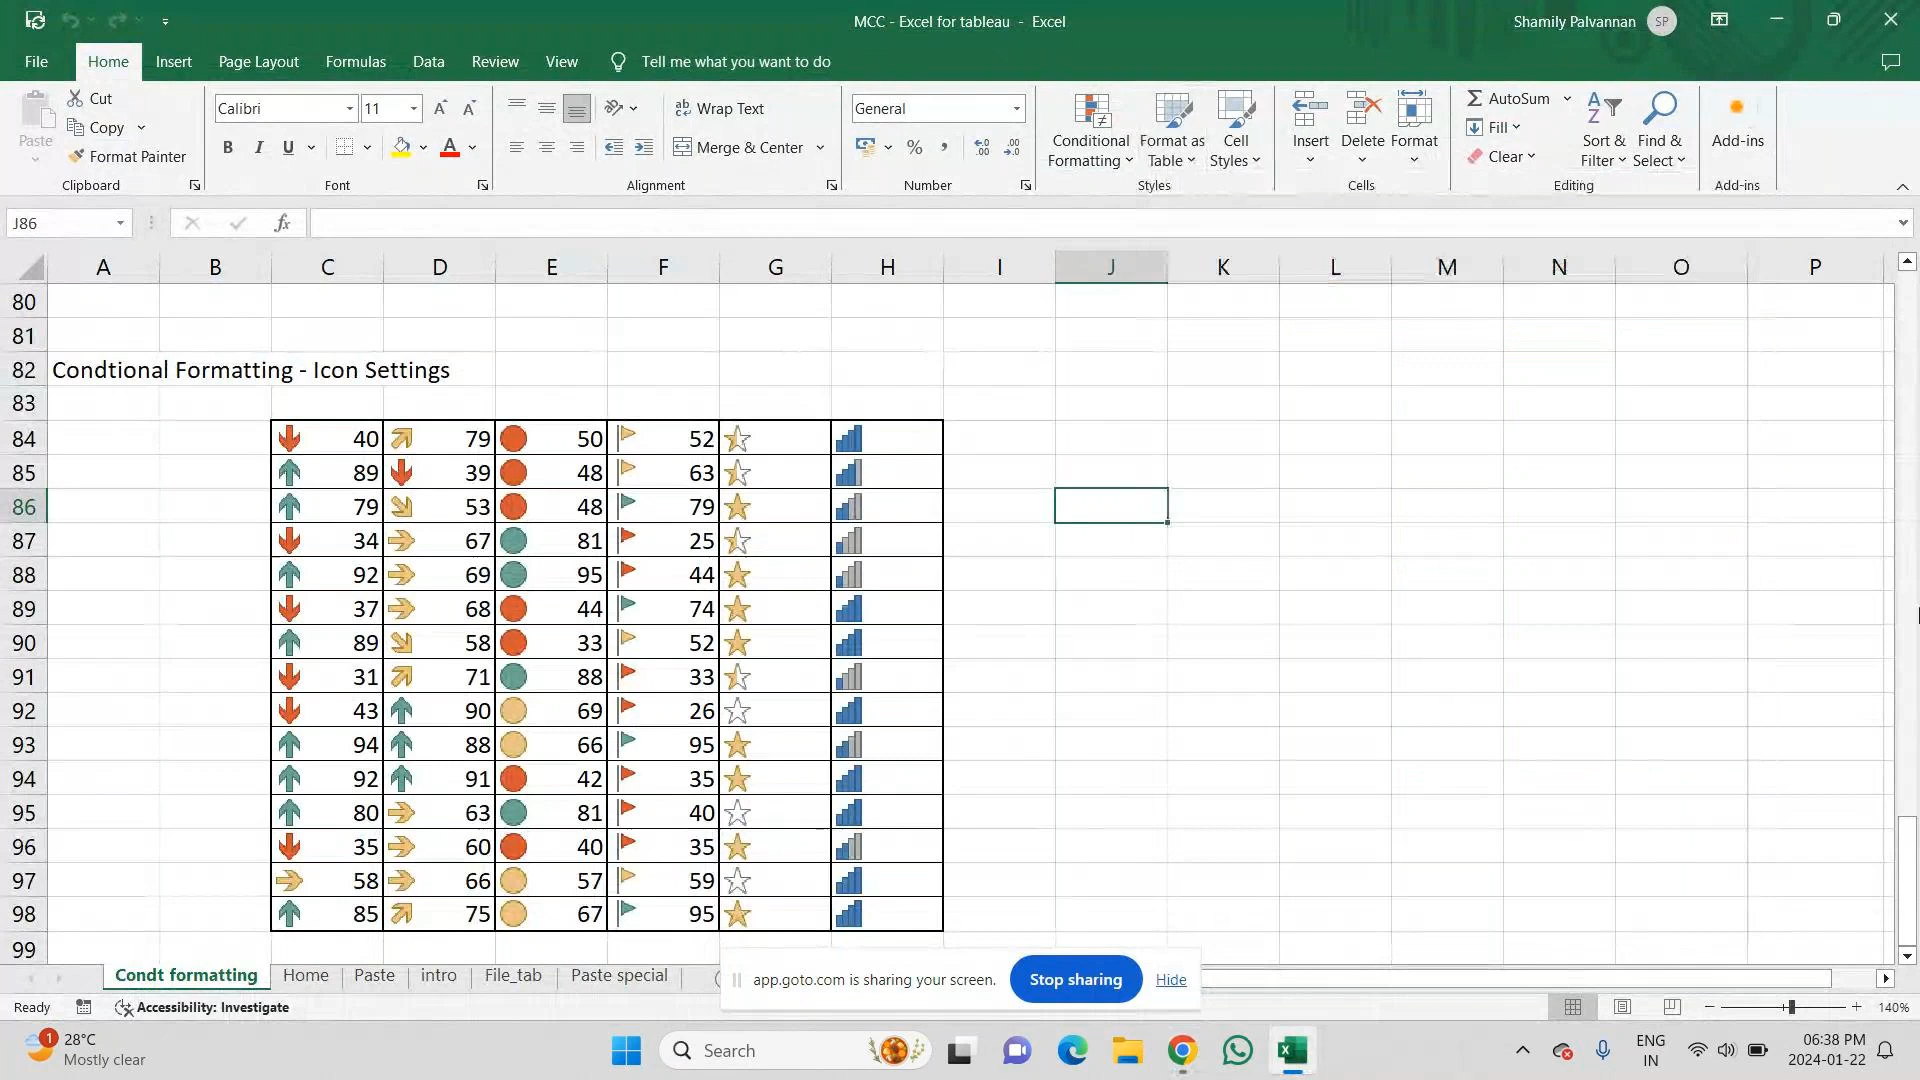 MCC - Excel for tableau - Excel
Shamily Palvannan SP
File Home Insert Page Layout Formulas Data Review View Tell me what you want to do
Paste
Cut
Copy
Format Painter
Clipboard
Calibri 11
B I U
Font
ab Wrap Text
Merge & Center
Alignment
General
% ,
Number
Conditional Formatting
Format as Table
Cell Styles
Styles
Insert Delete Format
Cells
AutoSum
Fill
Clear
Sort & Filter
Find & Select
Editing
Add-ins
Add-ins
J86 fx
A B C D E F G H I J K L M N O P
80
81
82 Condtional Formatting - Icon Settings
83
84 40 79 50 52
85 89 39 48 63
86 79 53 48 79
87 34 67 81 25
88 92 69 95 44
89 37 68 44 74
90 89 58 33 52
91 31 71 88 33
92 43 90 69 26
93 94 88 66 95
94 92 91 42 35
95 80 63 81 40
96 35 60 40 35
97 58 66 57 59
98 85 75 67 95
99
Condt formatting Home Paste intro File_tab Paste special
app.goto.com is sharing your screen. Stop sharing Hide
Ready Accessibility: Investigate 140%
1 28°C
Mostly clear
Search
ENG
IN
06:38 PM
2024-01-22